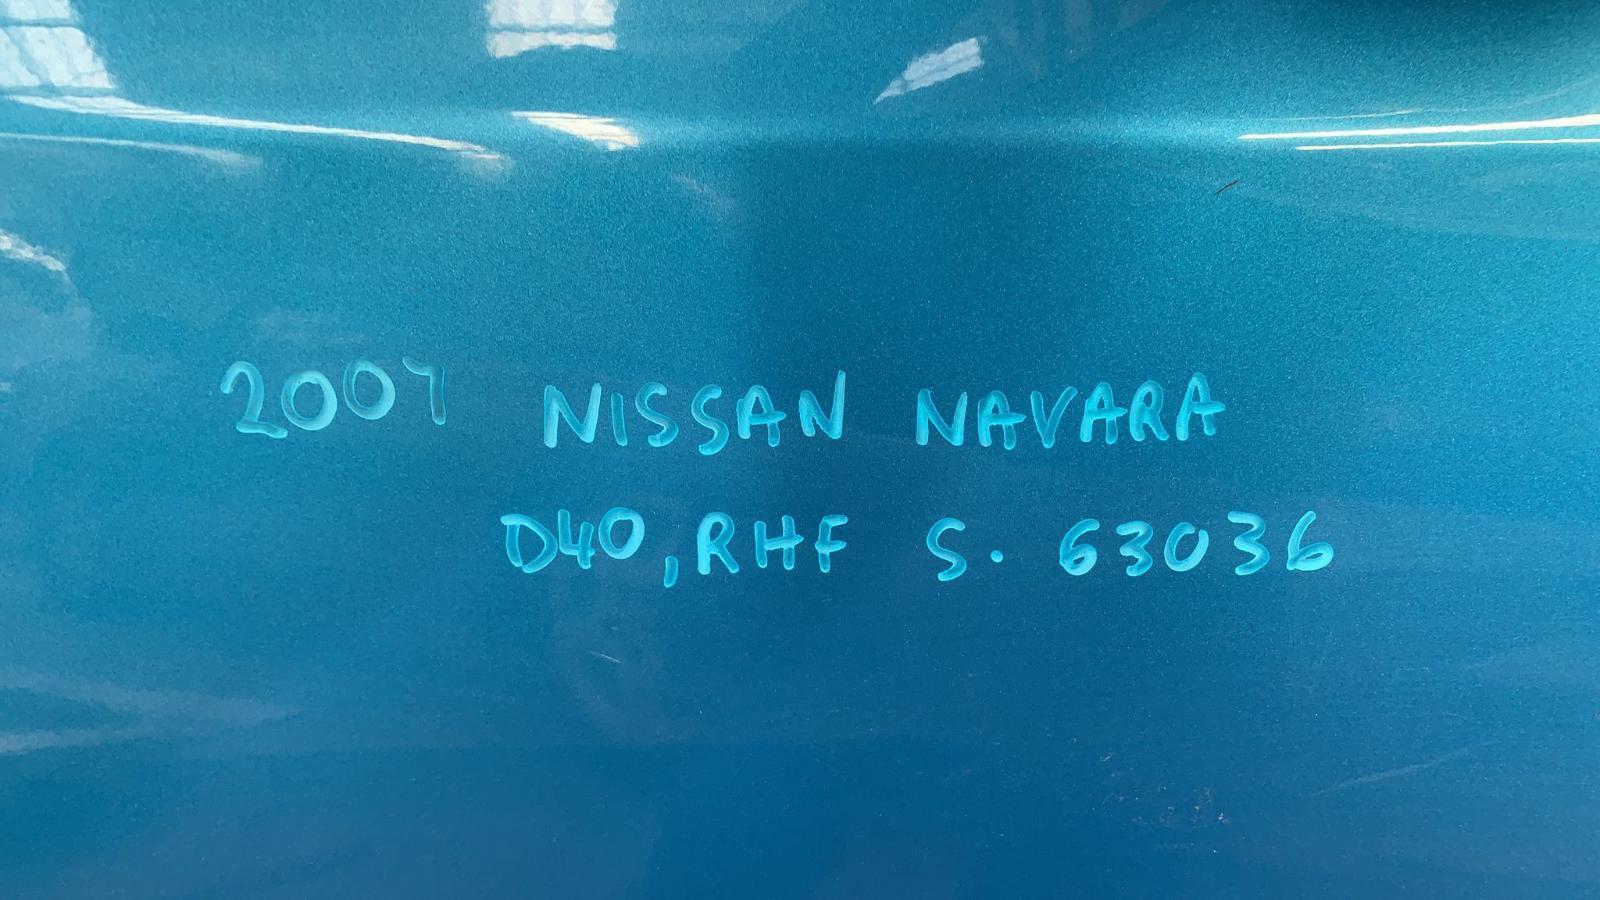 2007 NISSAN NAVARA
D40, RHF S. 63036